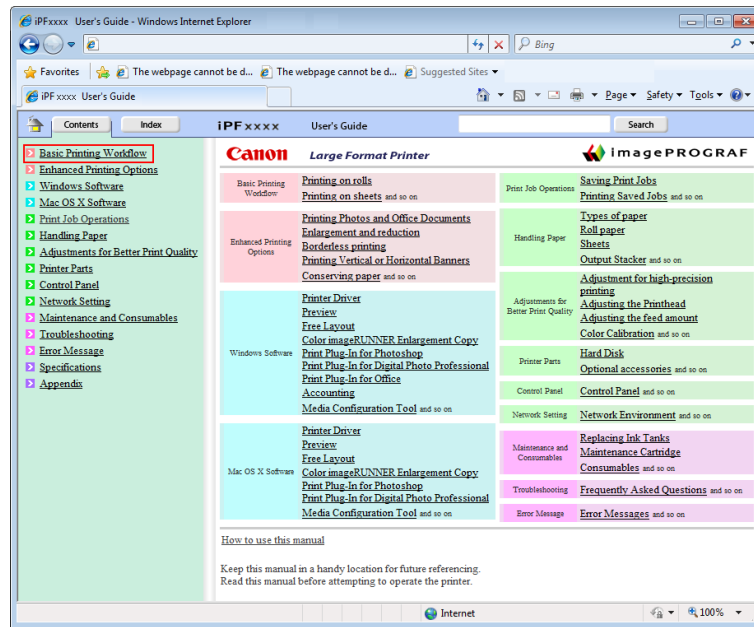 iPFxxxx User's Guide - Windows Internet Explorer
Bing
Favorites The webpage cannot be d... The webpage cannot be d... Suggested Sites
iPF xxxx User's Guide
Page Safety Tools
Contents Index iPFxxxx User's Guide Search
Basic Printing Workflow
Enhanced Printing Options
Windows Software
Mac OS X Software
Print Job Operations
Handling Paper
Adjustments for Better Print Quality
Printer Parts
Control Panel
Network Setting
Maintenance and Consumables
Troubleshooting
Error Message
Specifications
Appendix
Canon Large Format Printer imagePROGRAF
Basic Printing
Workflow
Printing on rolls
Printing on sheets and so on
Enhanced Printing
Options
Printing Photos and Office Documents
Enlargement and reduction
Borderless printing
Printing Vertical or Horizontal Banners
Conserving paper and so on
Windows Software
Printer Driver
Preview
Free Layout
Color imageRUNNER Enlargement Copy
Print Plug-In for Photoshop
Print Plug-In for Digital Photo Professional
Print Plug-In for Office
Accounting
Media Configuration Tool and so on
Mac OS X Software
Printer Driver
Preview
Free Layout
Color imageRUNNER Enlargement Copy
Print Plug-In for Photoshop
Print Plug-In for Digital Photo Professional
Media Configuration Tool and so on
Print Job Operations
Saving Print Jobs
Printing Saved Jobs and so on
Handling Paper
Types of paper
Roll paper
Sheets
Output Stacker and so on
Adjustments for
Better Print Quality
Adjustment for high-precision
printing
Adjusting the Printhead
Adjusting the feed amount
Color Calibration and so on
Printer Parts
Hard Disk
Optional accessories and so on
Control Panel
Control Panel and so on
Network Setting
Network Environment and so on
Maintenance and
Consumables
Replacing Ink Tanks
Maintenance Cartridge
Consumables and so on
Troubleshooting
Frequently Asked Questions and so on
Error Message
Error Messages and so on
How to use this manual
Keep this manual in a handy location for future referencing.
Read this manual before attempting to operate the printer.
Internet 100%